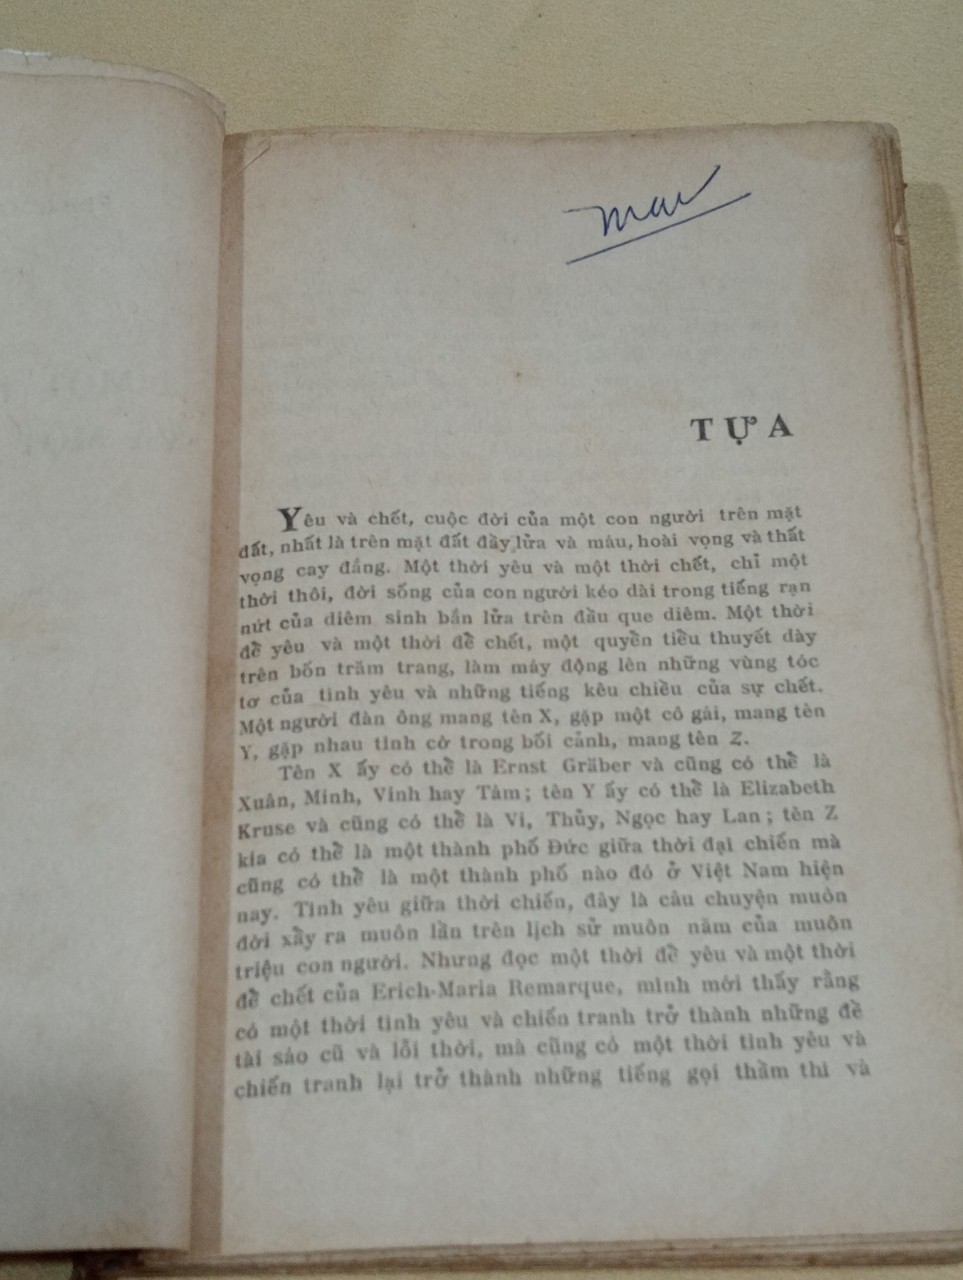 TỰA
Yêu và chết, cuộc đời của một con người trên mặt
đất, nhất là trên mặt đất đầy lửa và máu, hoài vọng và thất
vọng cay đắng. Một thời yêu và một thời chết, chỉ một
thời thôi, đời sống của con người kéo dài trong tiếng rạn
nứt của diêm sinh bắn lửa trên đầu que diêm. Một thời
để yêu và một thời để chết, một quyển tiểu thuyết dày
trên bốn trăm trang, làm máy động lên những vùng tóc
tơ của tình yêu và những tiếng kêu chiều của sự chết.
Một người đàn ông mang tên X, gặp một cô gái, mang tên
Y, gặp nhau tình cờ trong bối cảnh, mang tên Z.
Tên X ấy có thể là Ernst Gräber và cũng có thể là
Xuân, Minh, Vinh hay Tâm; tên Y ấy có thể là Elizabeth
Kruse và cũng có thể là Vi, Thủy, Ngọc hay Lan; tên Z
kia có thể là một thành phố Đức giữa thời đại chiến mà
cũng có thể là một thành phố nào đó ở Việt Nam hiện
nay. Tình yêu giữa thời chiến, đây là câu chuyện muôn
đời xẩy ra muôn lần trên lịch sử muôn năm của muôn
triệu con người. Nhưng đọc một thời để yêu và một thời
để chết của Erich-Maria Remarque, mình mới thấy rằng
có một thời tình yêu và chiến tranh trở thành những đề
tài sáo cũ và lỗi thời, mà cũng có một thời tình yêu và
chiến tranh lại trở thành những tiếng gọi thầm thì và